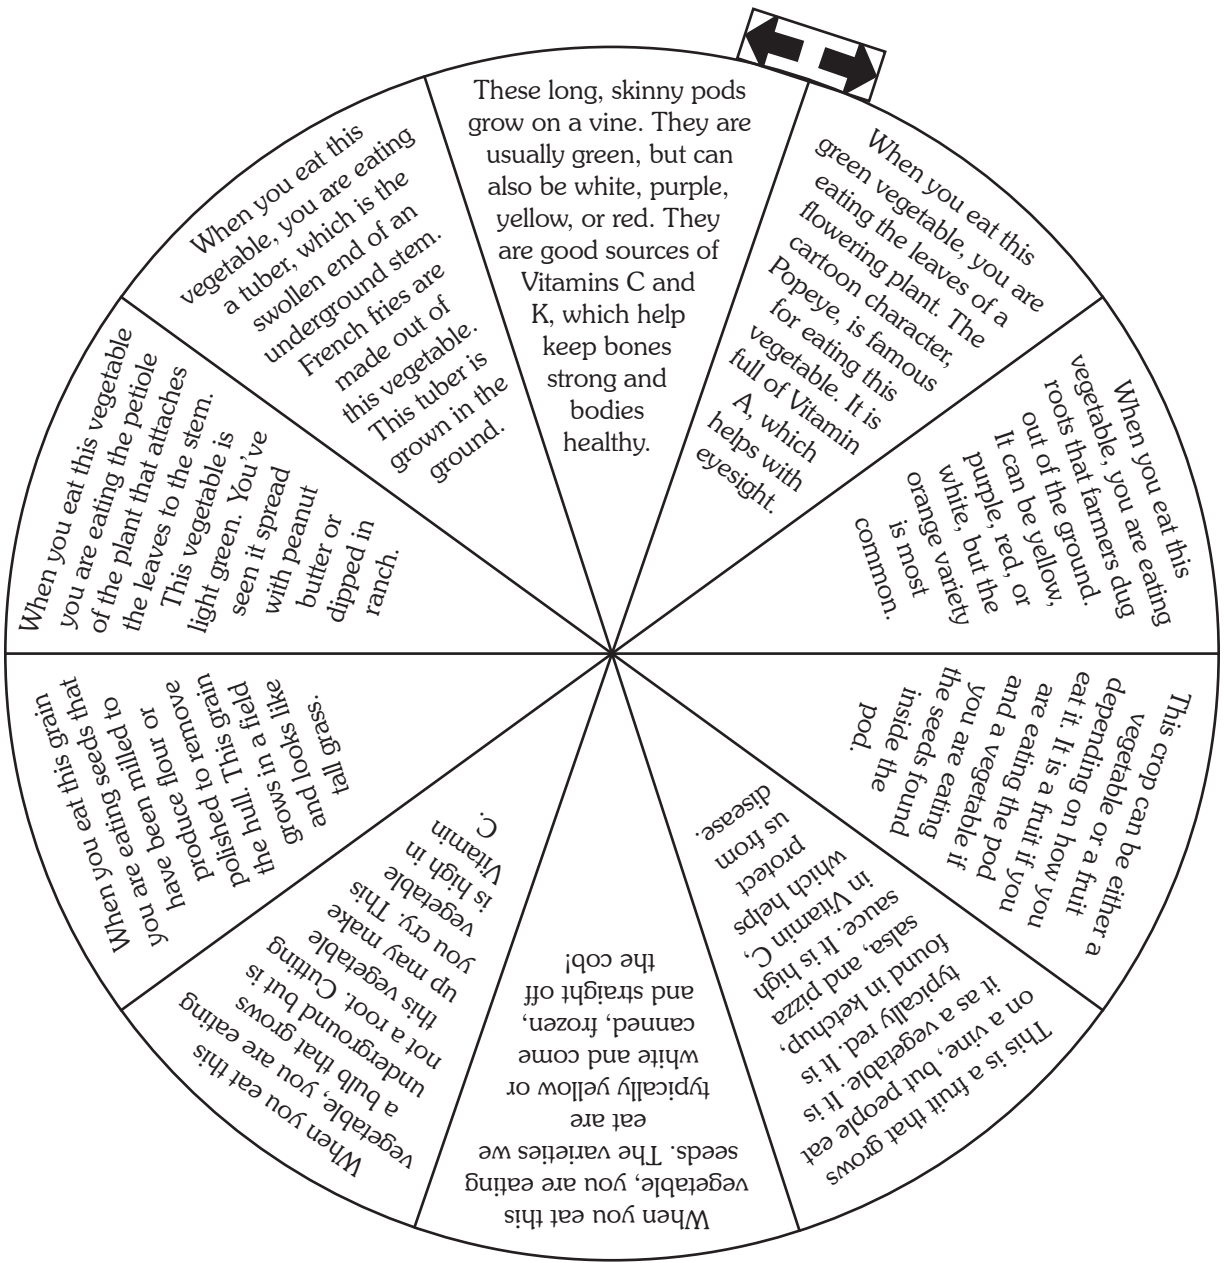 These long, skinny pods
grow on a vine. They are
usually green, but can
also be white, purple,
yellow, or red. They
are good sources of
Vitamins C and
K, which help
keep bones
strong and
bodies
healthy.
When you eat this
green vegetable, you are
eating the leaves of a
flowering plant. The
cartoon character,
Popeye, is famous
for eating this
vegetable. It is
full of Vitamin
A, which
helps with
eyesight.
When you eat this
vegetable, you are eating
roots that farmers dug
out of the ground.
It can be yellow,
purple, red, or
white, but the
orange variety
is most
common.
This crop can be either a
vegetable or a fruit
depending on how you
eat it. It is a fruit if you
are eating the pod
and a vegetable if
you are eating
the seeds found
inside the
pod.
This is a fruit that grows
on a vine, but people eat
it as a vegetable. It is
typically red. It is
found in ketchup,
salsa, and pizza
sauce. It is high
in Vitamin C,
which helps
protect
us from
disease.
When you eat this
vegetable, you are eating
seeds. The varieties we
eat are
typically yellow or
white and come
canned, frozen,
and straight off
the cob!
When you eat this
vegetable, you are eating
a bulb that grows
underground but is
not a root. Cutting
this vegetable
up may make
you cry. This
vegetable
is high in
Vitamin
C.
When you eat this grain
you are eating seeds that
have been milled to
produce flour or
polished to remove
the hull. This grain
grows in a field
and looks like
tall grass.
When you eat this vegetable
you are eating the petiole
of the plant that attaches
the leaves to the stem.
This vegetable is
light green. You've
seen it spread
with peanut
butter or
dipped in
ranch.
When you eat this
vegetable, you are eating
a tuber, which is the
swollen end of an
underground stem.
French fries are
made out of
this vegetable.
This tuber is
grown in the
ground.